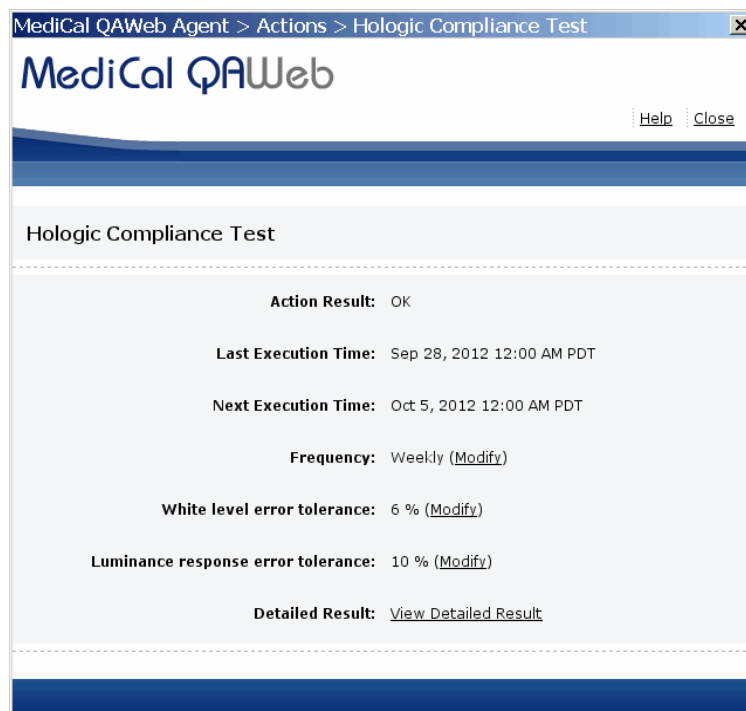 MediCal QAWeb Agent > Actions > Hologic Compliance Test
MediCal QAWeb
Help Close
Hologic Compliance Test
Action Result: OK
Last Execution Time: Sep 28, 2012 12:00 AM PDT
Next Execution Time: Oct 5, 2012 12:00 AM PDT
Frequency: Weekly (Modify)
White level error tolerance: 6 % (Modify)
Luminance response error tolerance: 10 % (Modify)
Detailed Result: View Detailed Result